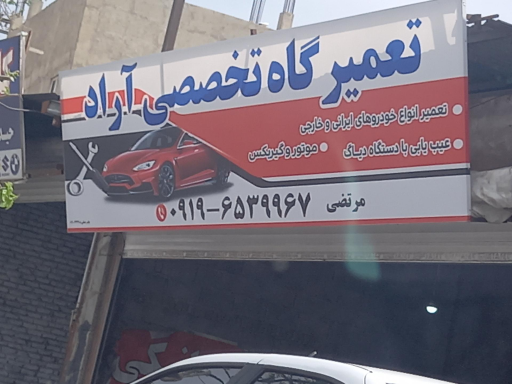 تعمیرگاه تخصصی آراد
• تعمیر انواع خودروهای ایرانی و خارجی
• عیب یابی با دستگاه دیاگ • موتور و گیربکس
مرتضی ۰۹۱۹-۶۵۳۹۹۶۷